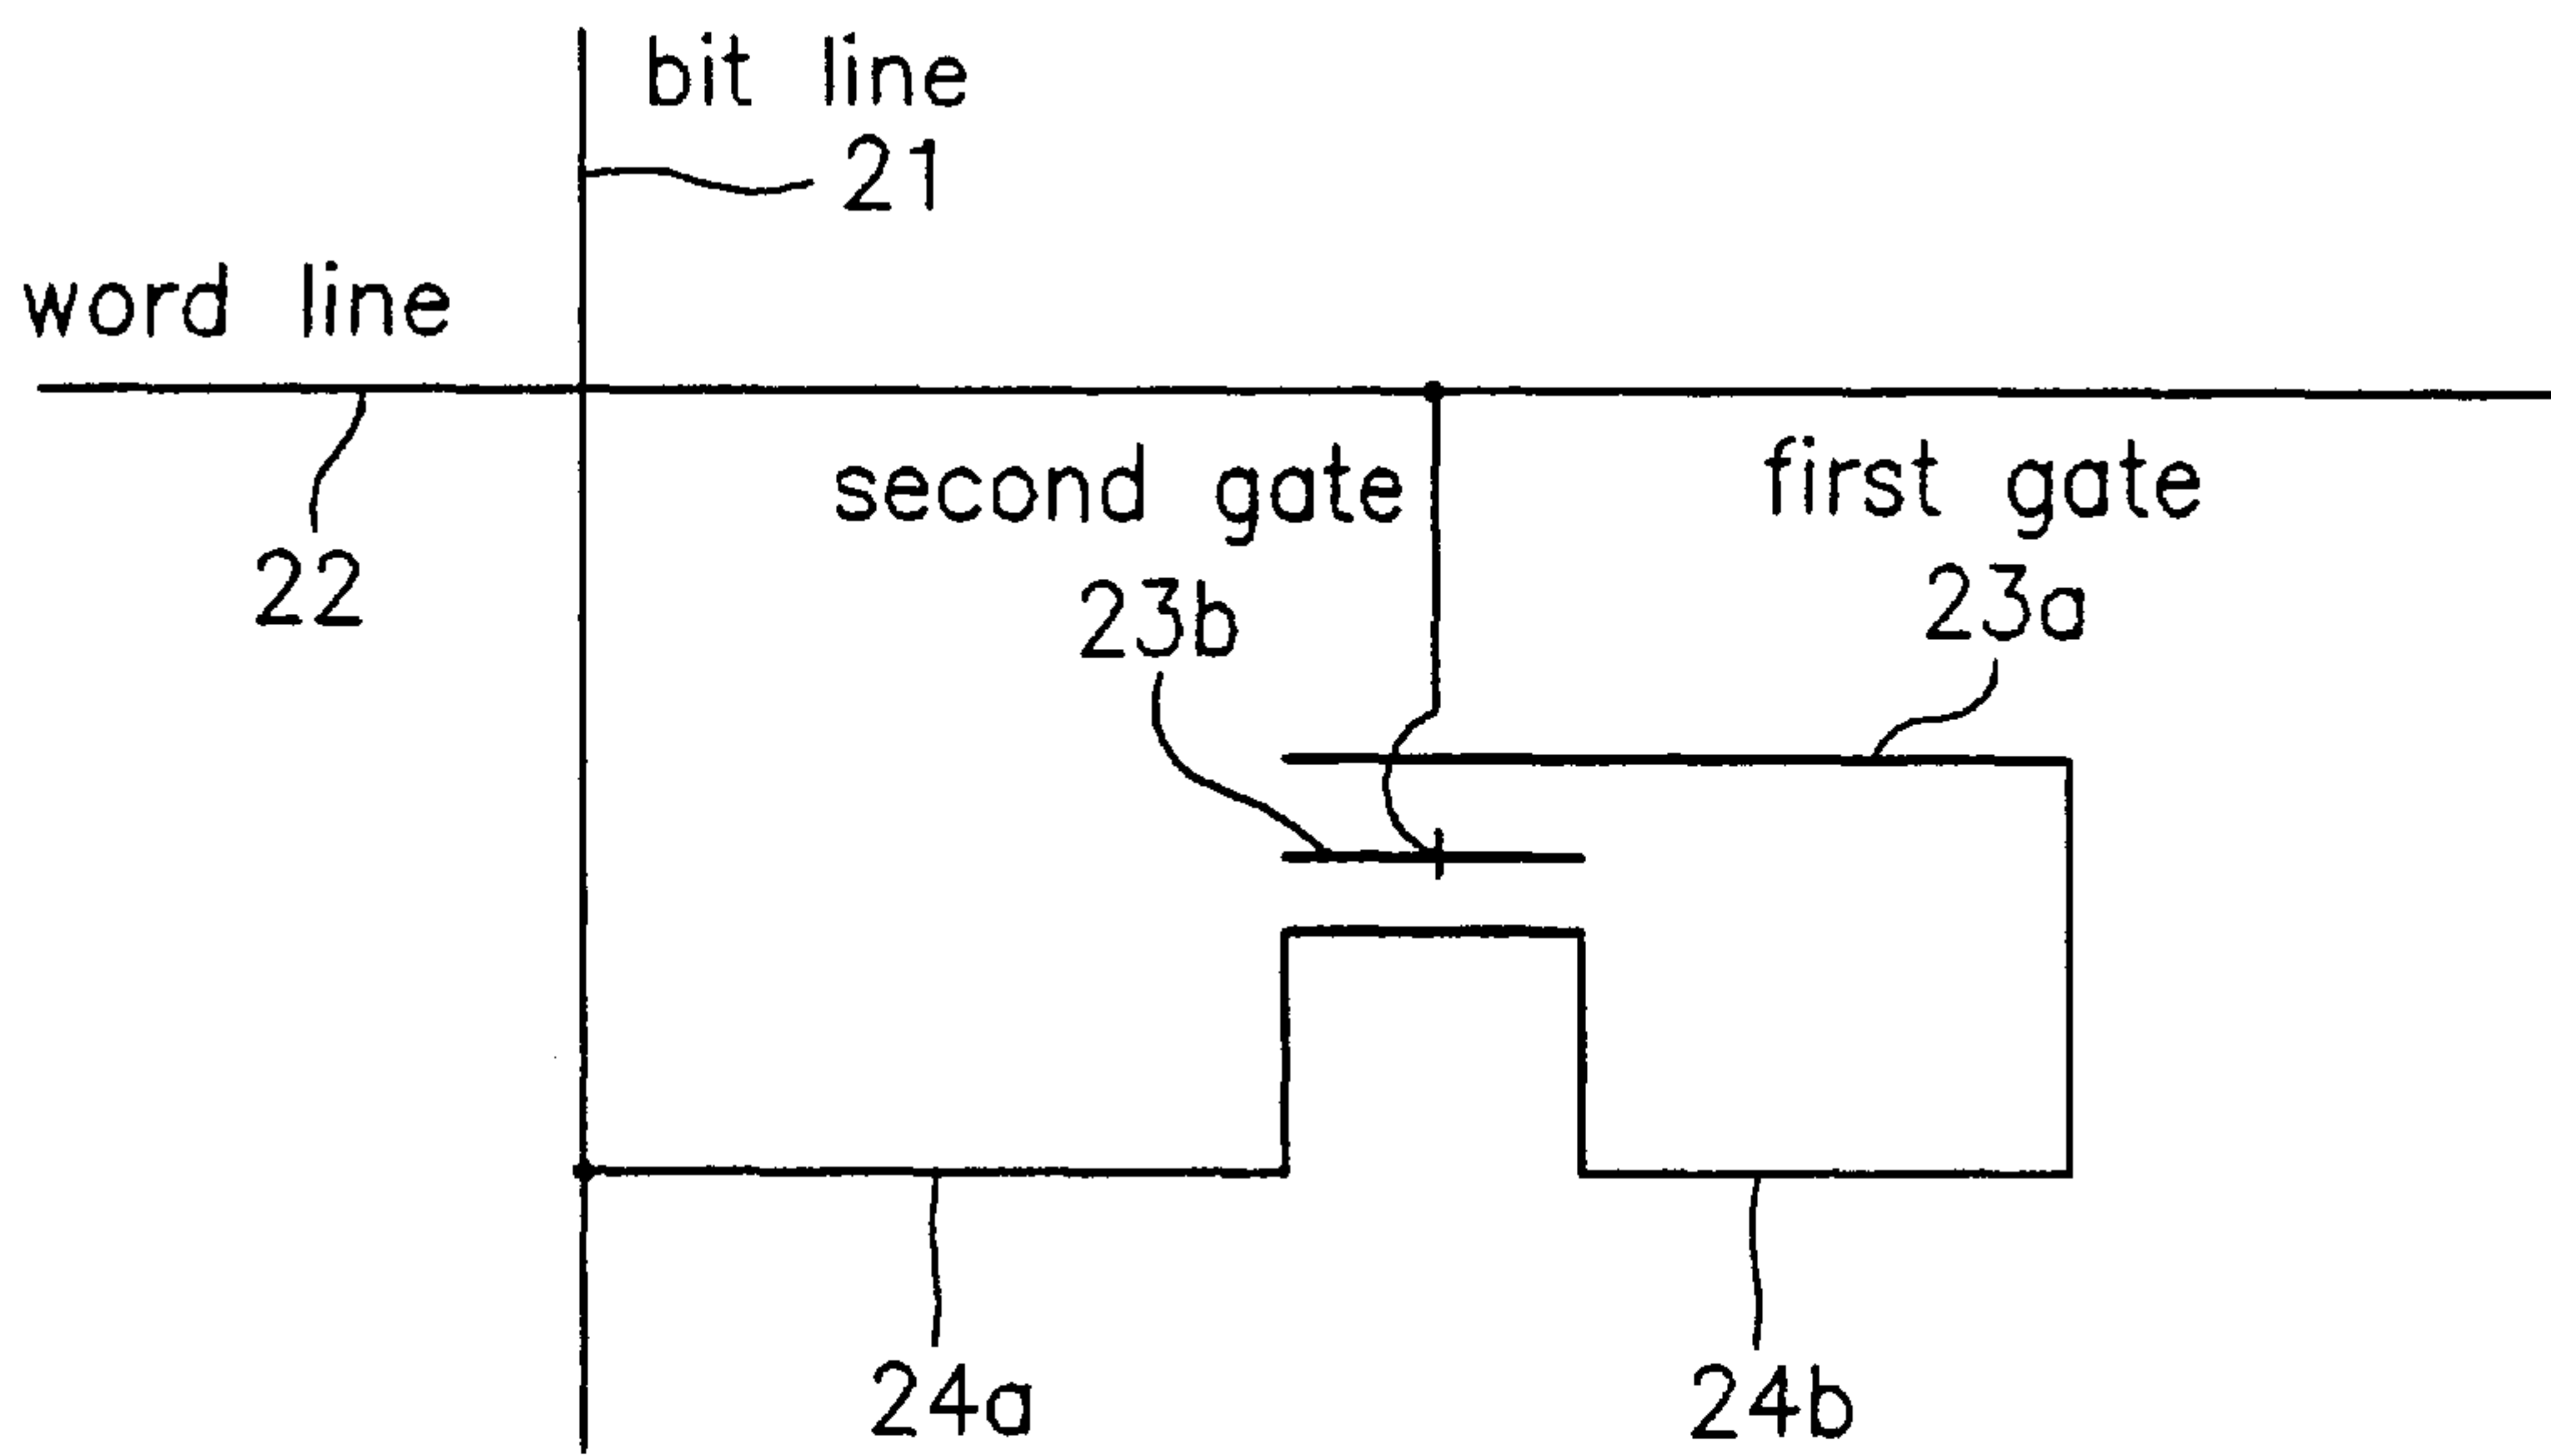 bit line
21
word line
22
second gate
23b
first gate
23a
24a
24b